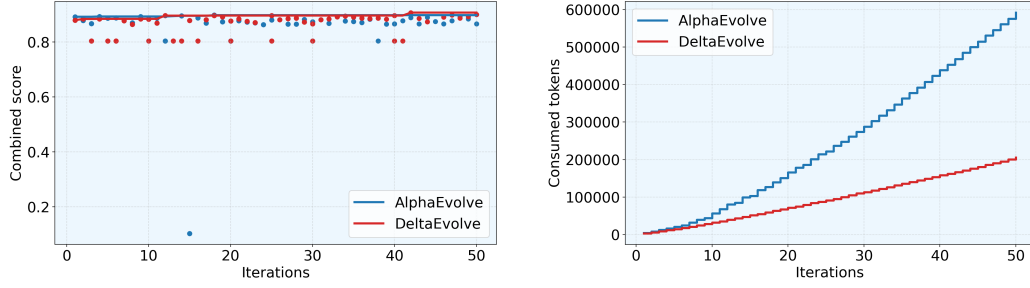 Combined score
0.8
0.6
0.4
0.2
0
10
20
30
40
50
Iterations
AlphaEvolve
DeltaEvolve
Consumed tokens
600000
500000
400000
300000
200000
100000
0
0
10
20
30
40
50
Iterations
AlphaEvolve
DeltaEvolve